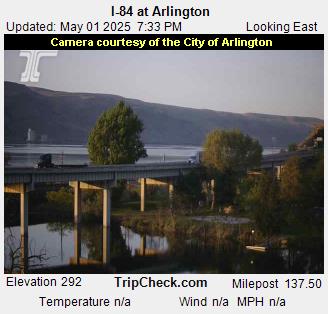 I-84 at Arlington
Updated: May 01 2025 7:33 PM Looking East
Camera courtesy of the City of Arlington
Elevation 292 TripCheck.com Milepost 137.50
Temperature n/a Wind n/a MPH n/a